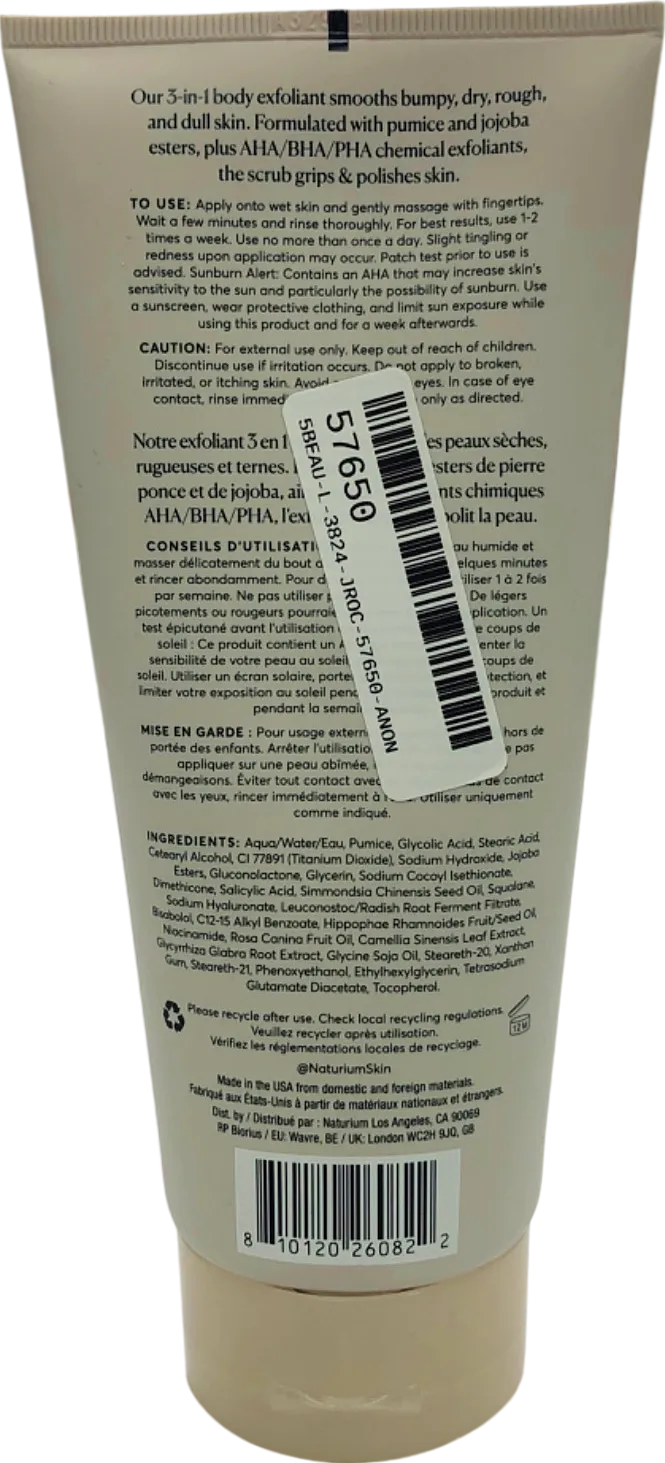 Our 3-in-1 body exfoliant smooths bumpy, dry, rough,
and dull skin. Formulated with pumice and jojoba
esters, plus AHA/BHA/PHA chemical exfoliants,
the scrub grips & polishes skin.
TO USE: Apply onto wet skin and gently massage with fingertips.
Wait a few minutes and rinse thoroughly. For best results, use 1-2
times a week. Use no more than once a day. Slight tingling or
redness upon application may occur. Patch test prior to use is
advised. Sunburn Alert: Contains an AHA that may increase skin's
sensitivity to the sun and particularly the possibility of sunburn. Use
a sunscreen, wear protective clothing, and limit sun exposure while
using this product and for a week afterwards.
CAUTION: For external use only. Keep out of reach of children.
Discontinue use if irritation occurs. Do not apply to broken,
irritated, or itching skin. Avoid eyes. In case of eye
contact, rinse only as directed.
57650
5BEAU-L-3824-JROC-57650-ANON
Notre exfoliant 3 en 1 peaux sèches,
rugueuses et ternes. esters de pierre
ponce et de jojoba, chimiques
AHA/BHA/PHA, la peau.
CONSEILS humide et
masser délicatement du bout minutes
et rincer abondamment. Pour 1 à 2 fois
par semaine. Ne pas utiliser De légers
picotements ou rougeurs Un
test épicutané avant l'utilisation coups de
soleil : Ce produit contient un
sensibilité de votre peau au soleil coups de
soleil. Utiliser un écran solaire, et
limiter votre exposition au soleil produit et
pendant la
MISE EN GARDE : Pour usage hors de
portée des enfants. Arrêter pas
appliquer sur une peau abîmée,
démangeaisons. Éviter tout contact de contact
avec les yeux, rincer immédiatement à Utiliser uniquement
comme indiqué.
INGREDIENTS: Aqua/Water/Eau, Pumice, Glycolic Acid, Stearic Acid,
Cetearyl Alcohol, CI 77891 (Titanium Dioxide), Sodium Hydroxide, Jojoba
Esters, Gluconolactone, Glycerin, Sodium Cocoyl Isethionate,
Dimethicone, Salicylic Acid, Simmondsia Chinensis Seed Oil, Squalane,
Sodium Hyaluronate, Leuconostoc/Radish Root Ferment Filtrate,
Bisabolol, C12-15 Alkyl Benzoate, Hippophae Rhamnoides Fruit/Seed Oil,
Niacinamide, Rosa Canina Fruit Oil, Camellia Sinensis Leaf Extract,
Glycyrrhiza Glabra Root Extract, Glycine Soja Oil, Steareth-20, Xanthan
Gum, Steareth-21, Phenoxyethanol, Ethylhexylglycerin, Tetrasodium
Glutamate Diacetate, Tocopherol.
Please recycle after use. Check local recycling regulations.
Veuillez recycler après utilisation.
Vérifiez les réglementations locales de recyclage.
12M
@NaturiumSkin
Made in the USA from domestic and foreign materials.
Fabriqué aux États-Unis à partir de matériaux nationaux et étrangers.
Dist. by / Distribué par : Naturium Los Angeles, CA 90069
RP Biorius / EU: Wavre, BE / UK: London WC2H 9JQ, GB
8 10120 26082 2